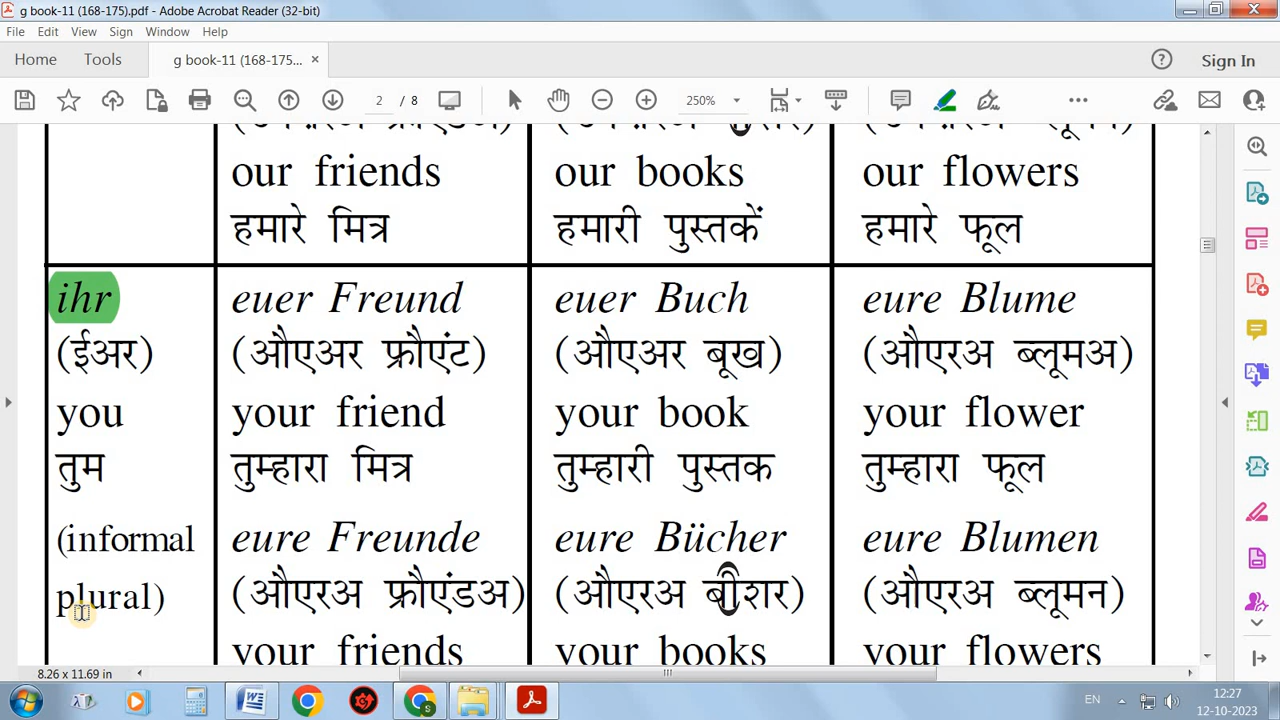 g book-11 (168-175).pdf - Adobe Acrobat Reader (32-bit)
File Edit View Sign Window Help
Home Tools g book-11 (168-175... × Sign In
2 / 8 250%
our friends our books our flowers
हमारे मित्र हमारी पुस्तकें हमारे फूल
ihr euer Freund euer Buch eure Blume
(ईअर) (औएअर फ्रौएंट) (औएअर बूख) (औएरअ ब्लूमअ)
you your friend your book your flower
तुम तुम्हारा मित्र तुम्हारी पुस्तक तुम्हारा फूल
(informal eure Freunde eure Bücher eure Blumen
plural) (औएरअ फ्रौएंडअ) (औएरअ बीशर) (औएरअ ब्लूमन)
your friends your books your flowers
8.26 x 11.69 in
EN 12:27
12-10-2023